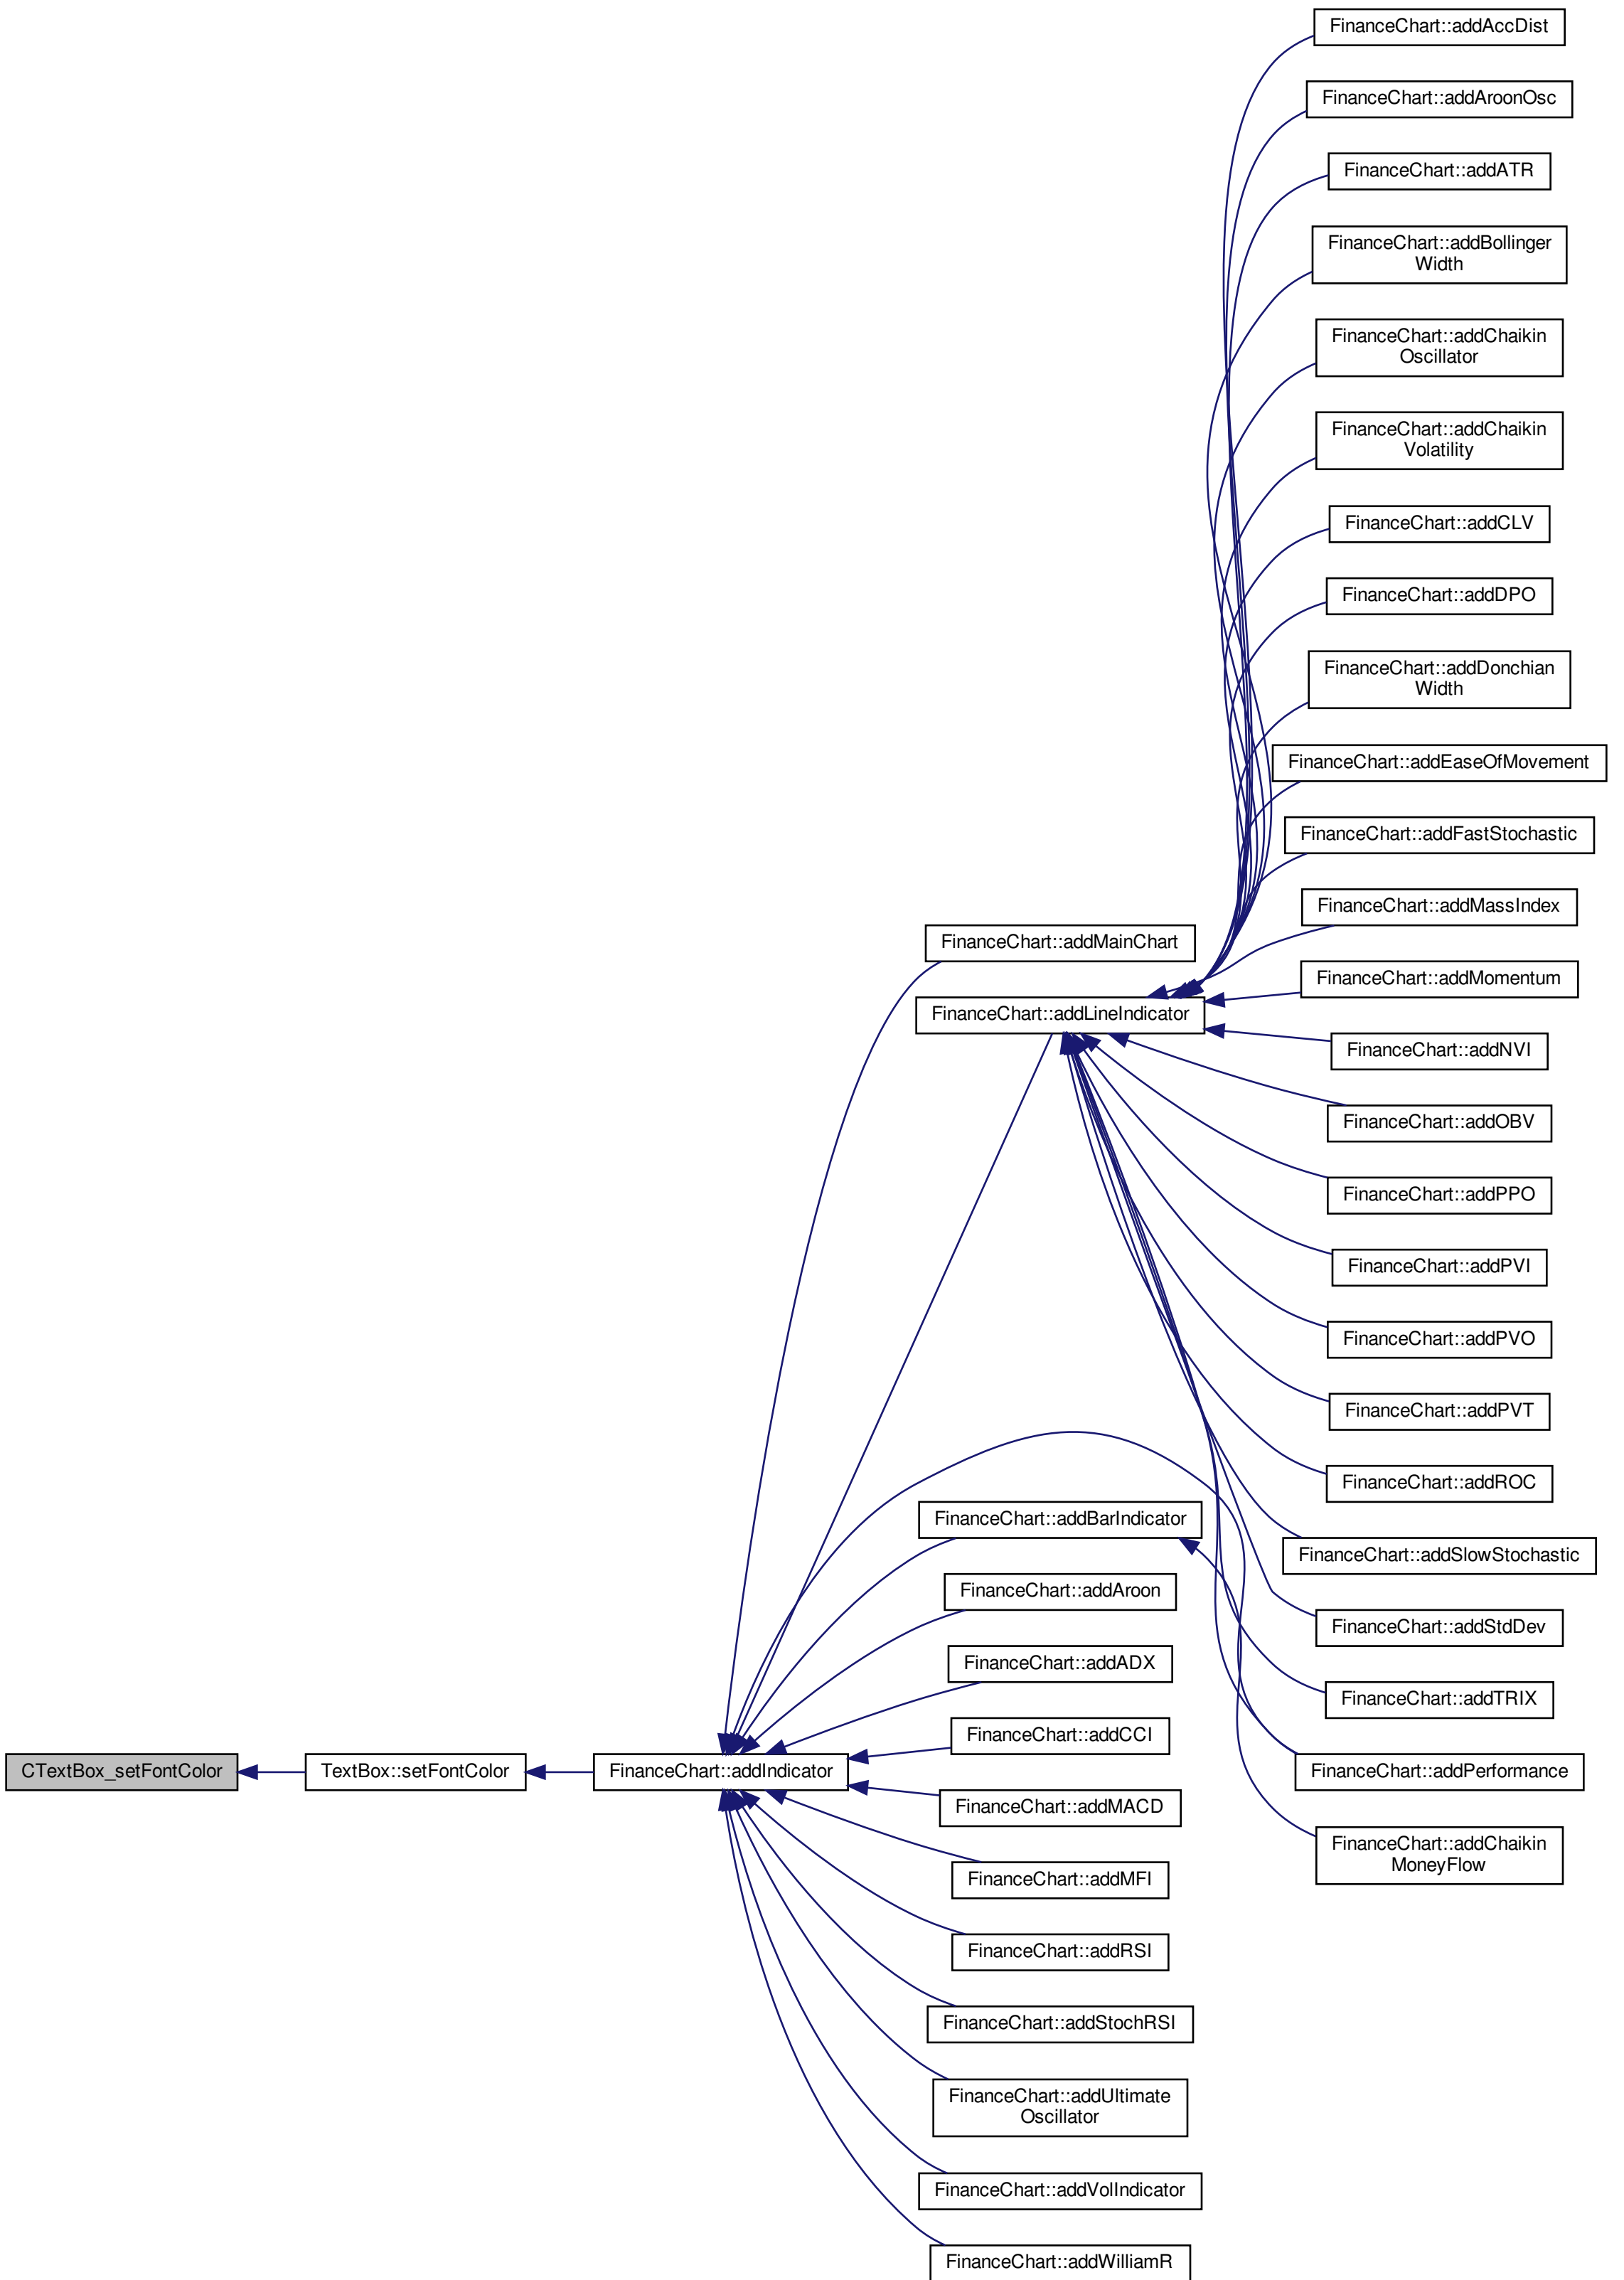 FinanceChart::addAccDist
FinanceChart::addAroonOsc
FinanceChart::addATR
FinanceChart::addBollinger
Width
FinanceChart::addChaikin
Oscillator
FinanceChart::addChaikin
Volatility
FinanceChart::addCLV
FinanceChart::addDPO
FinanceChart::addDonchian
Width
FinanceChart::addEaseOfMovement
FinanceChart::addFastStochastic
FinanceChart::addMassIndex
FinanceChart::addMainChart
FinanceChart::addMomentum
FinanceChart::addLineIndicator
FinanceChart::addNVI
FinanceChart::addOBV
FinanceChart::addPPO
FinanceChart::addPVI
FinanceChart::addPVO
FinanceChart::addPVT
FinanceChart::addROC
FinanceChart::addBarIndicator
FinanceChart::addSlowStochastic
FinanceChart::addAroon
FinanceChart::addStdDev
FinanceChart::addADX
FinanceChart::addTRIX
FinanceChart::addCCI
CTextBox_setFontColor
TextBox::setFontColor
FinanceChart::addIndicator
FinanceChart::addPerformance
FinanceChart::addMACD
FinanceChart::addChaikin
MoneyFlow
FinanceChart::addMFI
FinanceChart::addRSI
FinanceChart::addStochRSI
FinanceChart::addUltimate
Oscillator
FinanceChart::addVolIndicator
FinanceChart::addWilliamR